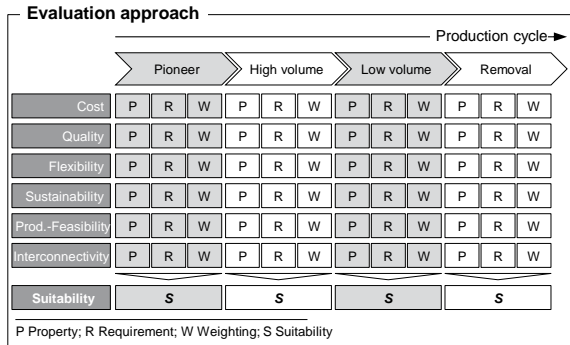 Evaluation approach
Production cycle
Pioneer High volume Low volume Removal
Cost P R W P R W P R W P R W
Quality P R W P R W P R W P R W
Flexibility P R W P R W P R W P R W
Sustainability P R W P R W P R W P R W
Prod.-Feasibility P R W P R W P R W P R W
Interconnectivity P R W P R W P R W P R W
Suitability S S S S
P Property; R Requirement; W Weighting; S Suitability